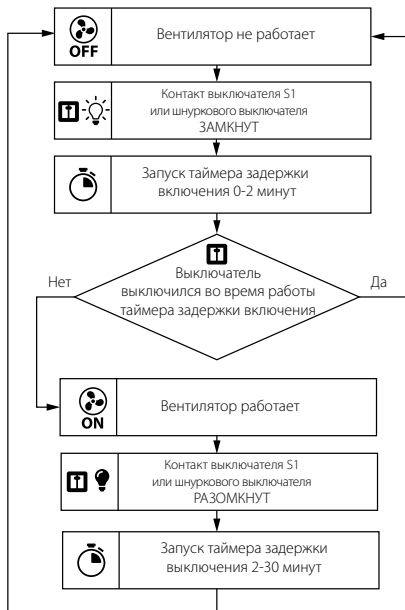 OFF
Вентилятор не работает
Контакт выключателя S1
или шнуркового выключателя
ЗАМКНУТ
Запуск таймера задержки
включения 0-2 минут
Выключатель
выключился во время работы
таймера задержки включения
Нет
Да
ON
Вентилятор работает
Контакт выключателя S1
или шнуркового выключателя
РАЗОМКНУТ
Запуск таймера задержки
выключения 2-30 минут